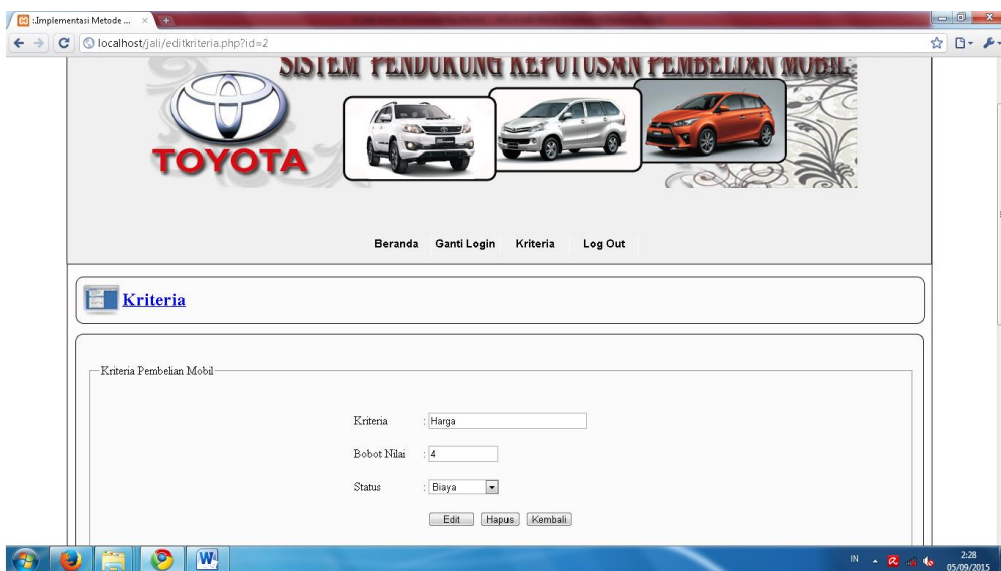 :.Implementasi Metode ...
localhost/jali/editkriteria.php?id=2
SISTEM PENDUKUNG KEPUTUSAN PEMBELIAN MOBIL
TOYOTA
Beranda Ganti Login Kriteria Log Out
Kriteria
Kriteria Pembelian Mobil
Kriteria : Harga
Bobot Nilai : 4
Status : Biaya
Edit Hapus Kembali
IN 2:28
05/09/2015